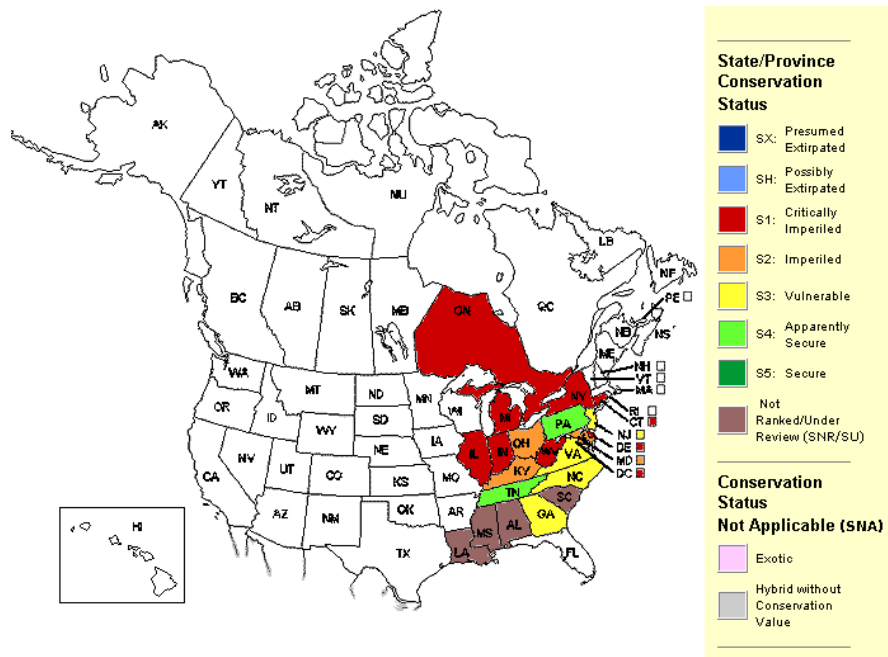 AK
YT
NT
NU
BC
AB
SK
MB
ON
QC
LB
NF
PE
NB
NS
ME
NH
VT
MA
RI
CT
NJ
DE
MD
DC
WA
OR
ID
MT
ND
MN
WI
MI
NY
PA
WY
SD
IA
NE
IL
IN
OH
WV
VA
NV
UT
CO
KS
MO
KY
NC
TN
CA
AZ
NM
OK
AR
MS
AL
GA
SC
LA
TX
FL
HI
State/Province
Conservation
Status
SX: Presumed
Extirpated
SH: Possibly
Extirpated
S1: Critically
Imperiled
S2: Imperiled
S3: Vulnerable
S4: Apparently
Secure
S5: Secure
Not
Ranked/Under
Review (SNR/SU)
Conservation
Status
Not Applicable (SNA)
Exotic
Hybrid without
Conservation
Value